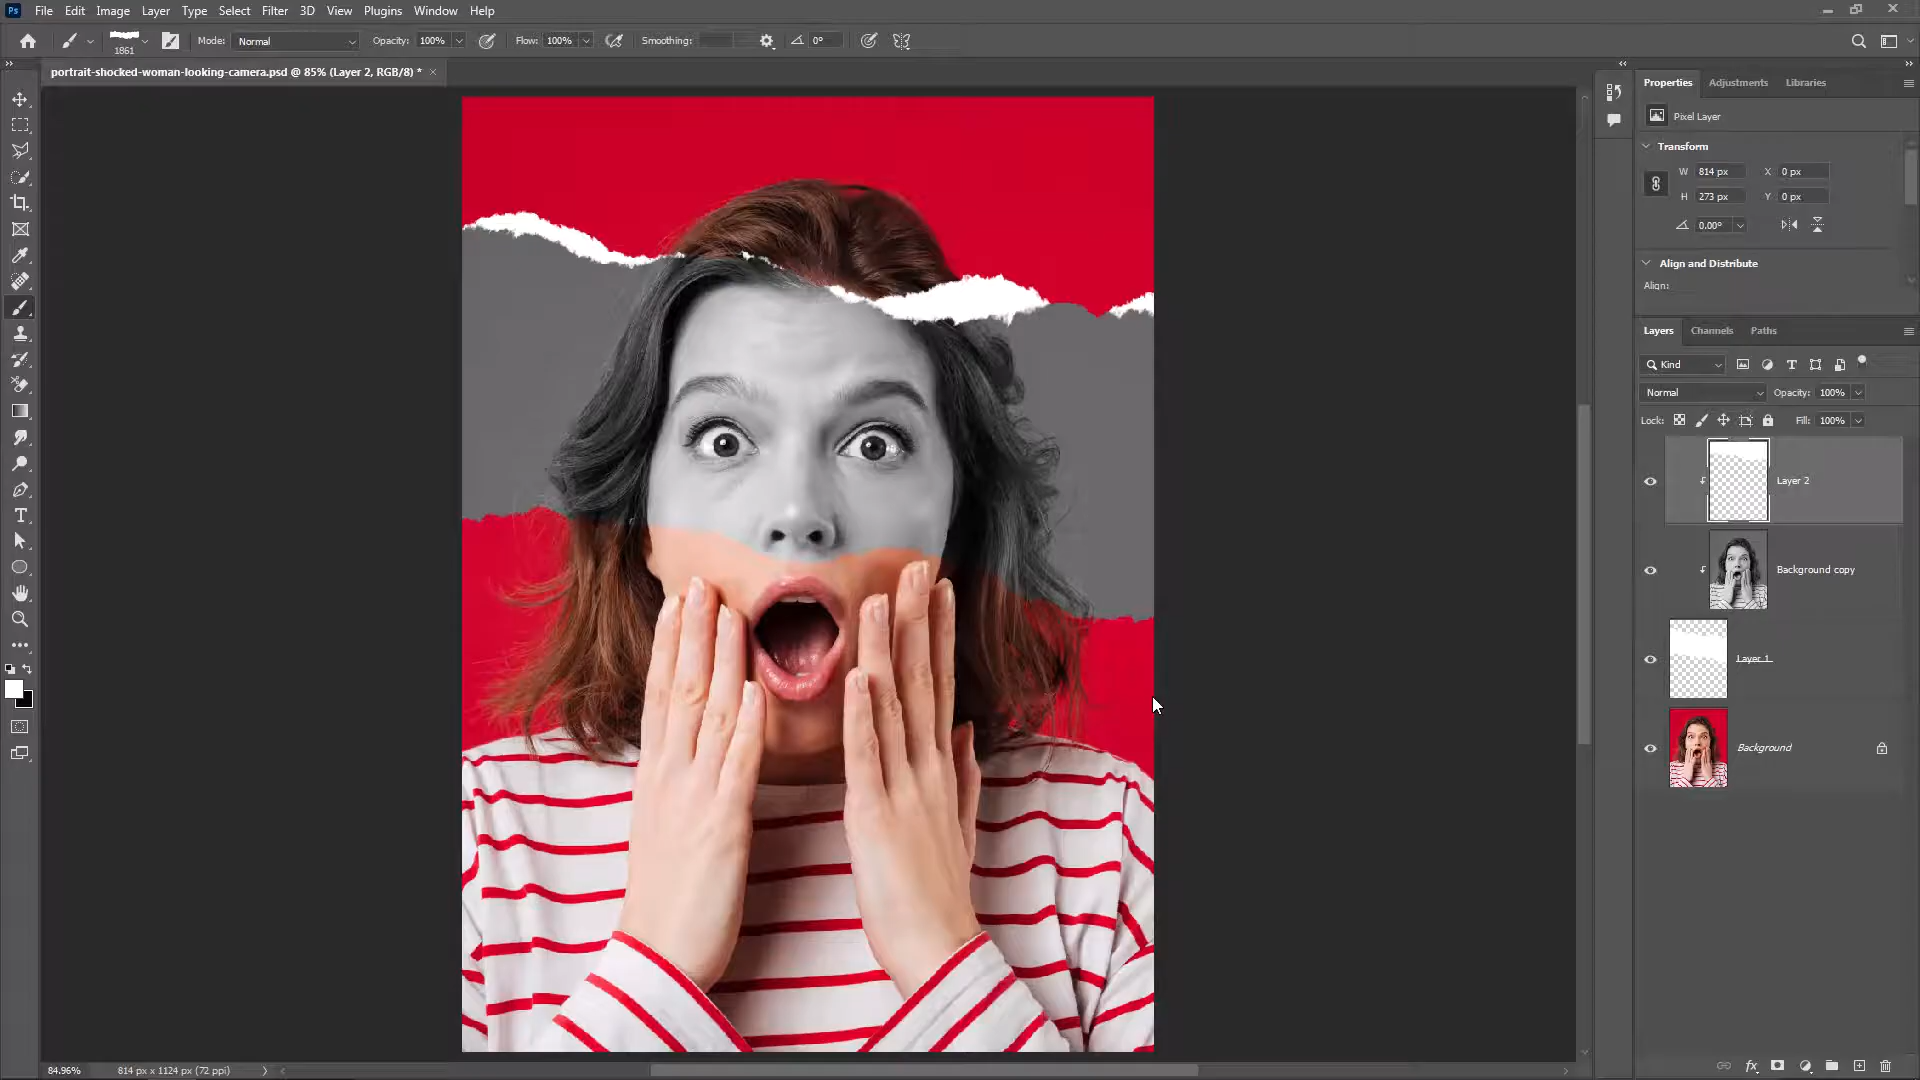 Ps File Edit Image Layer Type Select Filter 3D View Plugins Window Help
1861 Mode: Normal Opacity: 100% Flow: 100% Smoothing: 0°
portrait-shocked-woman-looking-camera.psd @ 85% (Layer 2, RGB/8) *
Properties Adjustments Libraries
Pixel Layer
Transform
W 814 px X 0 px
H 273 px Y 0 px
0.00°
Align and Distribute
Align:
Layers Channels Paths
Kind
Normal Opacity: 100%
Lock: Fill: 100%
Layer 2
Background copy
Layer 1
Background
84.96% 814 px x 1124 px (72 ppi)